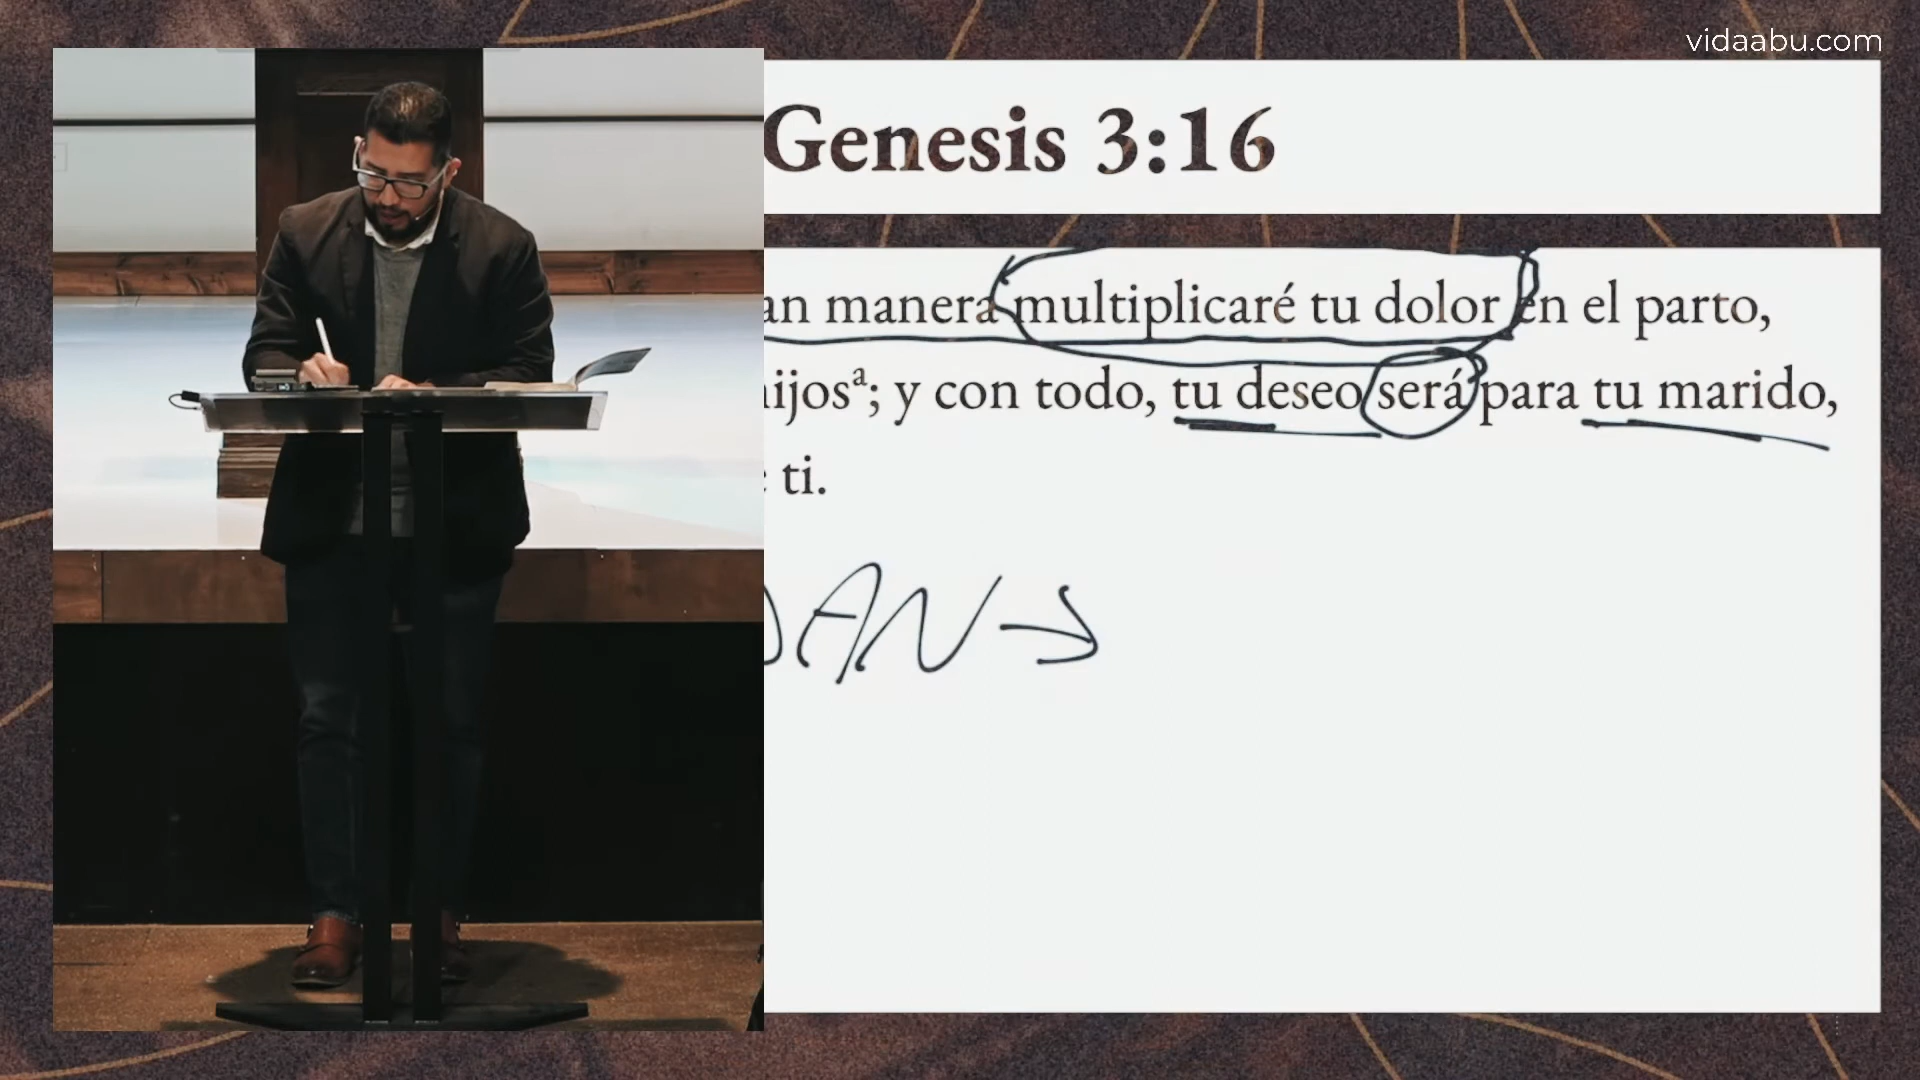 vidaabu.com
Genesis 3:16
an manera multiplicaré tu dolor en el parto,
ijosª; y con todo, tu deseo será para tu marido,
ti.
AN →